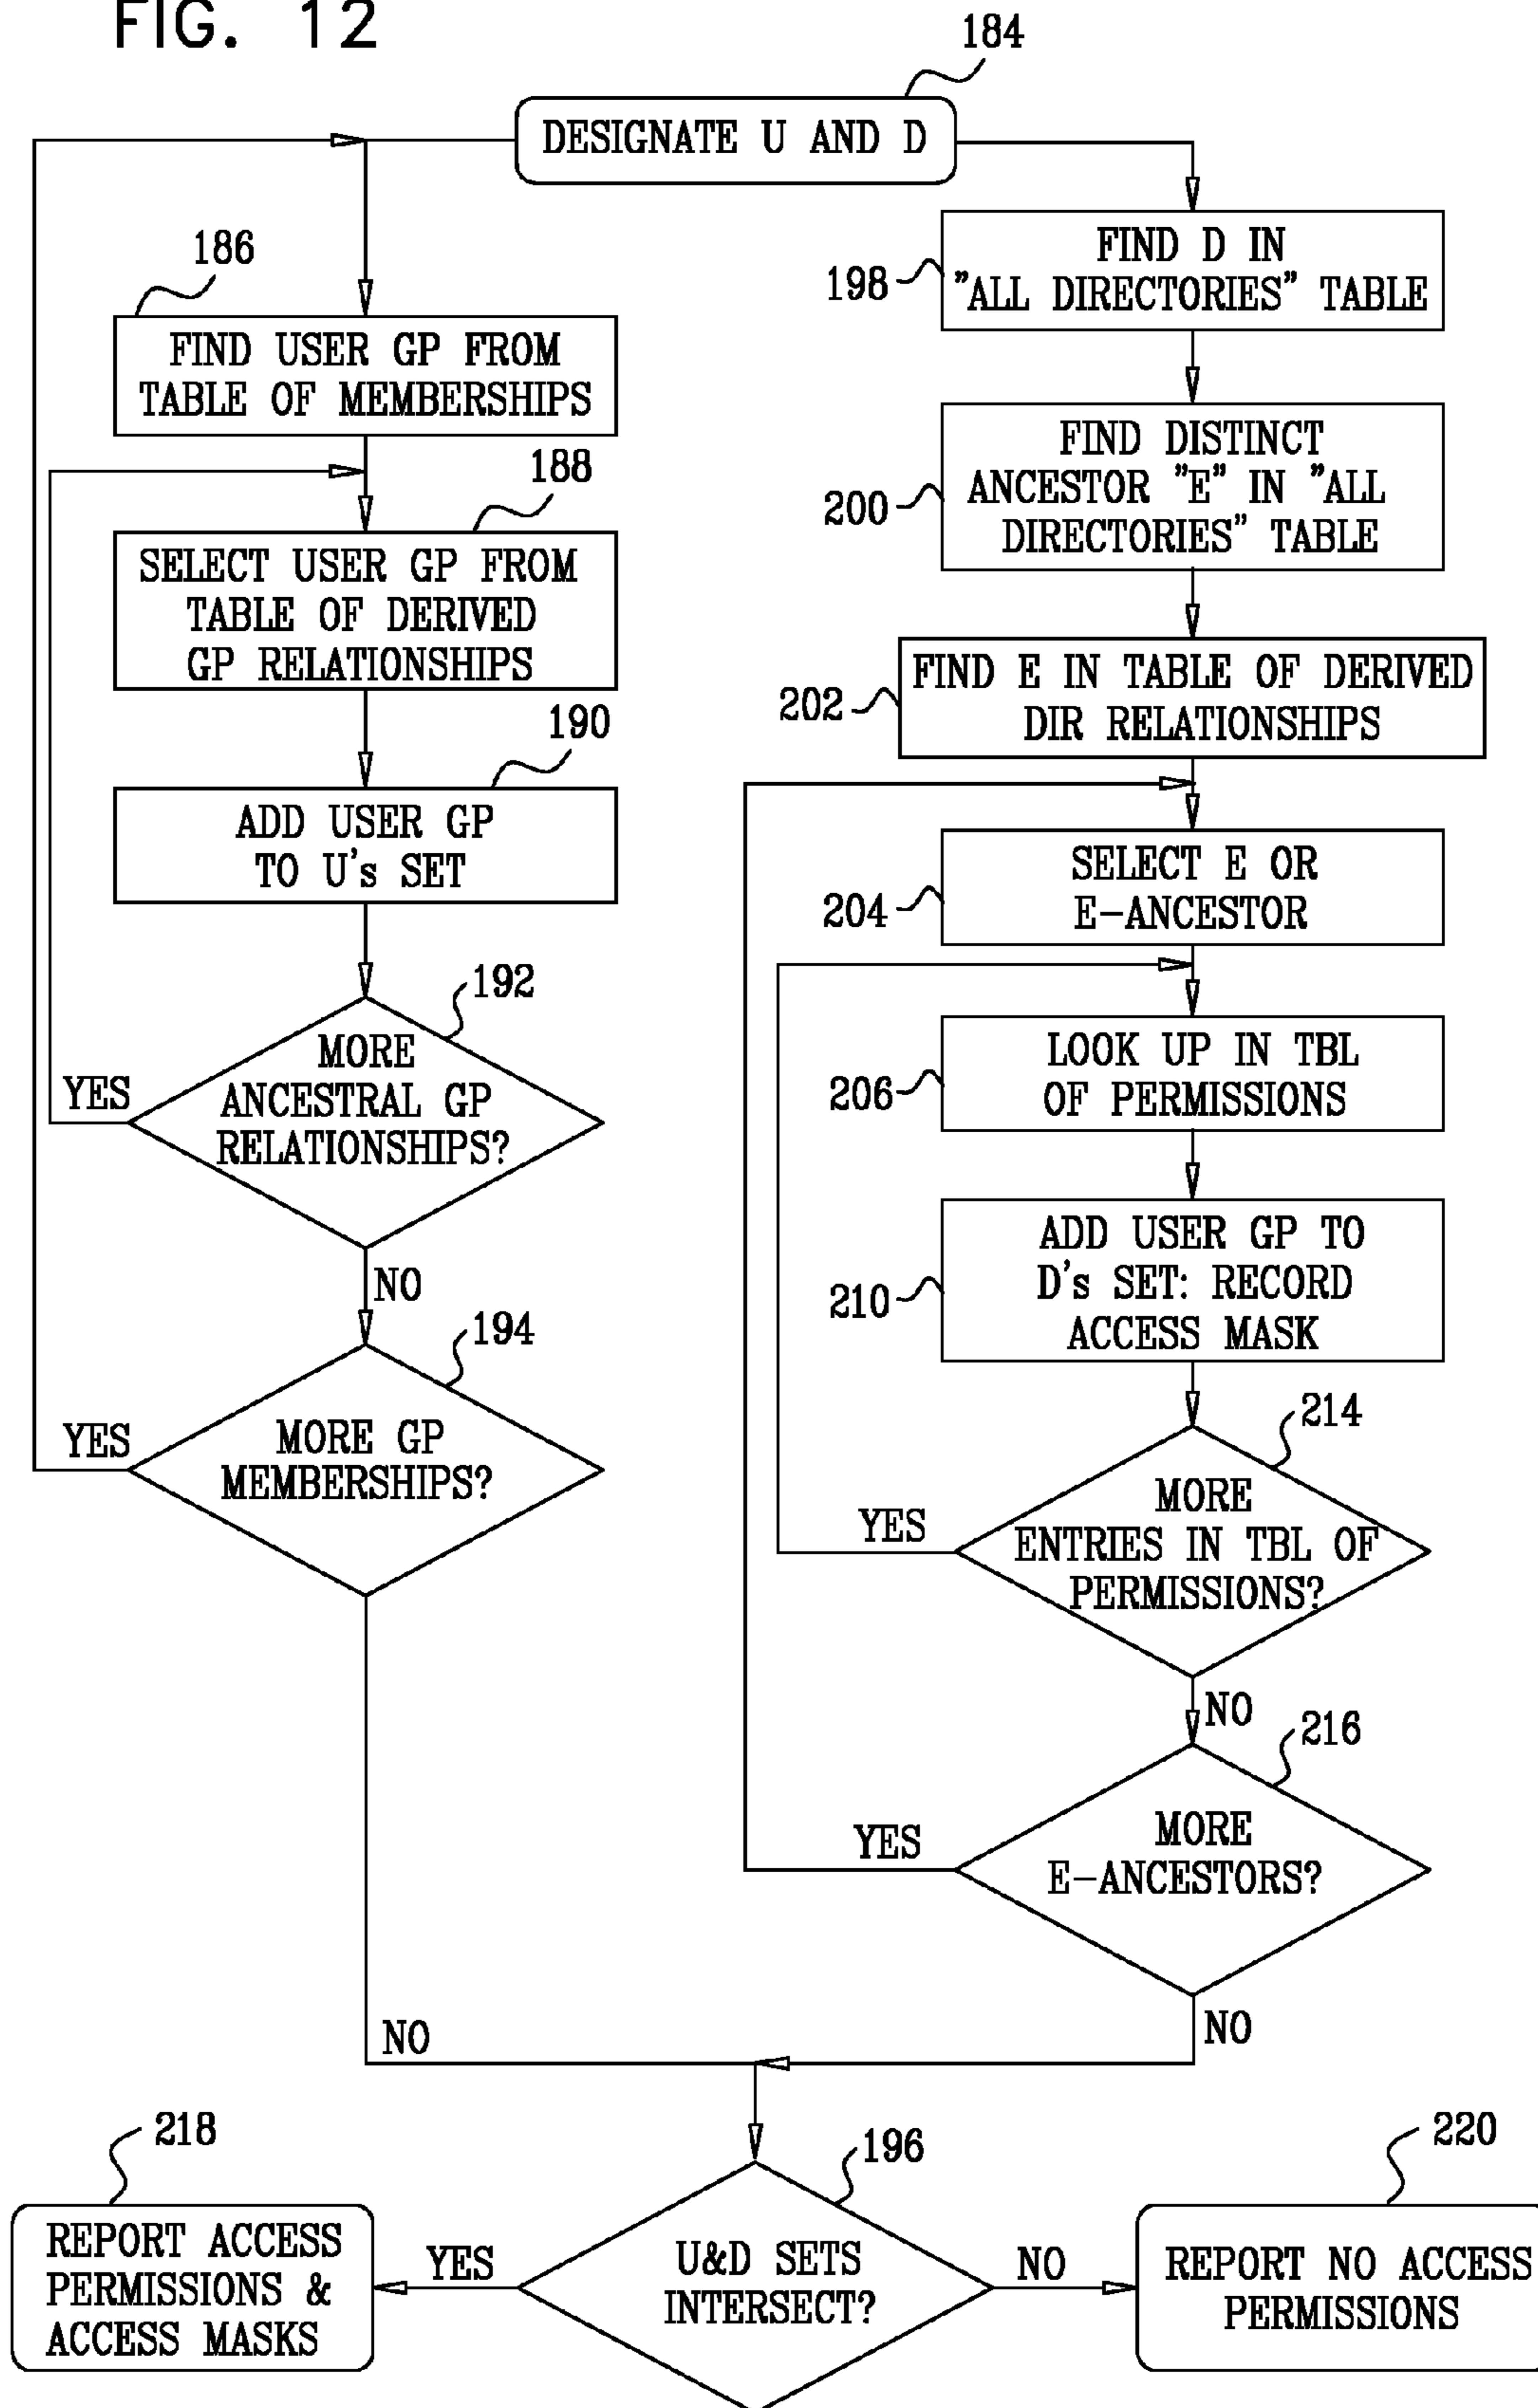 FIG. 12
184
DESIGNATE U AND D
186
FIND USER GP FROM
TABLE OF MEMBERSHIPS
188
SELECT USER GP FROM
TABLE OF DERIVED
GP RELATIONSHIPS
190
ADD USER GP
TO U's SET
192
MORE
ANCESTRAL GP
RELATIONSHIPS?
YES
NO
194
MORE GP
MEMBERSHIPS?
YES
NO
198
FIND D IN
"ALL DIRECTORIES" TABLE
200
FIND DISTINCT
ANCESTOR "E" IN "ALL
DIRECTORIES" TABLE
202
FIND E IN TABLE OF DERIVED
DIR RELATIONSHIPS
204
SELECT E OR
E-ANCESTOR
206
LOOK UP IN TBL
OF PERMISSIONS
210
ADD USER GP TO
D's SET: RECORD
ACCESS MASK
214
MORE
ENTRIES IN TBL OF
PERMISSIONS?
YES
NO
216
MORE
E-ANCESTORS?
YES
NO
196
U&D SETS
INTERSECT?
YES
NO
218
REPORT ACCESS
PERMISSIONS &
ACCESS MASKS
220
REPORT NO ACCESS
PERMISSIONS